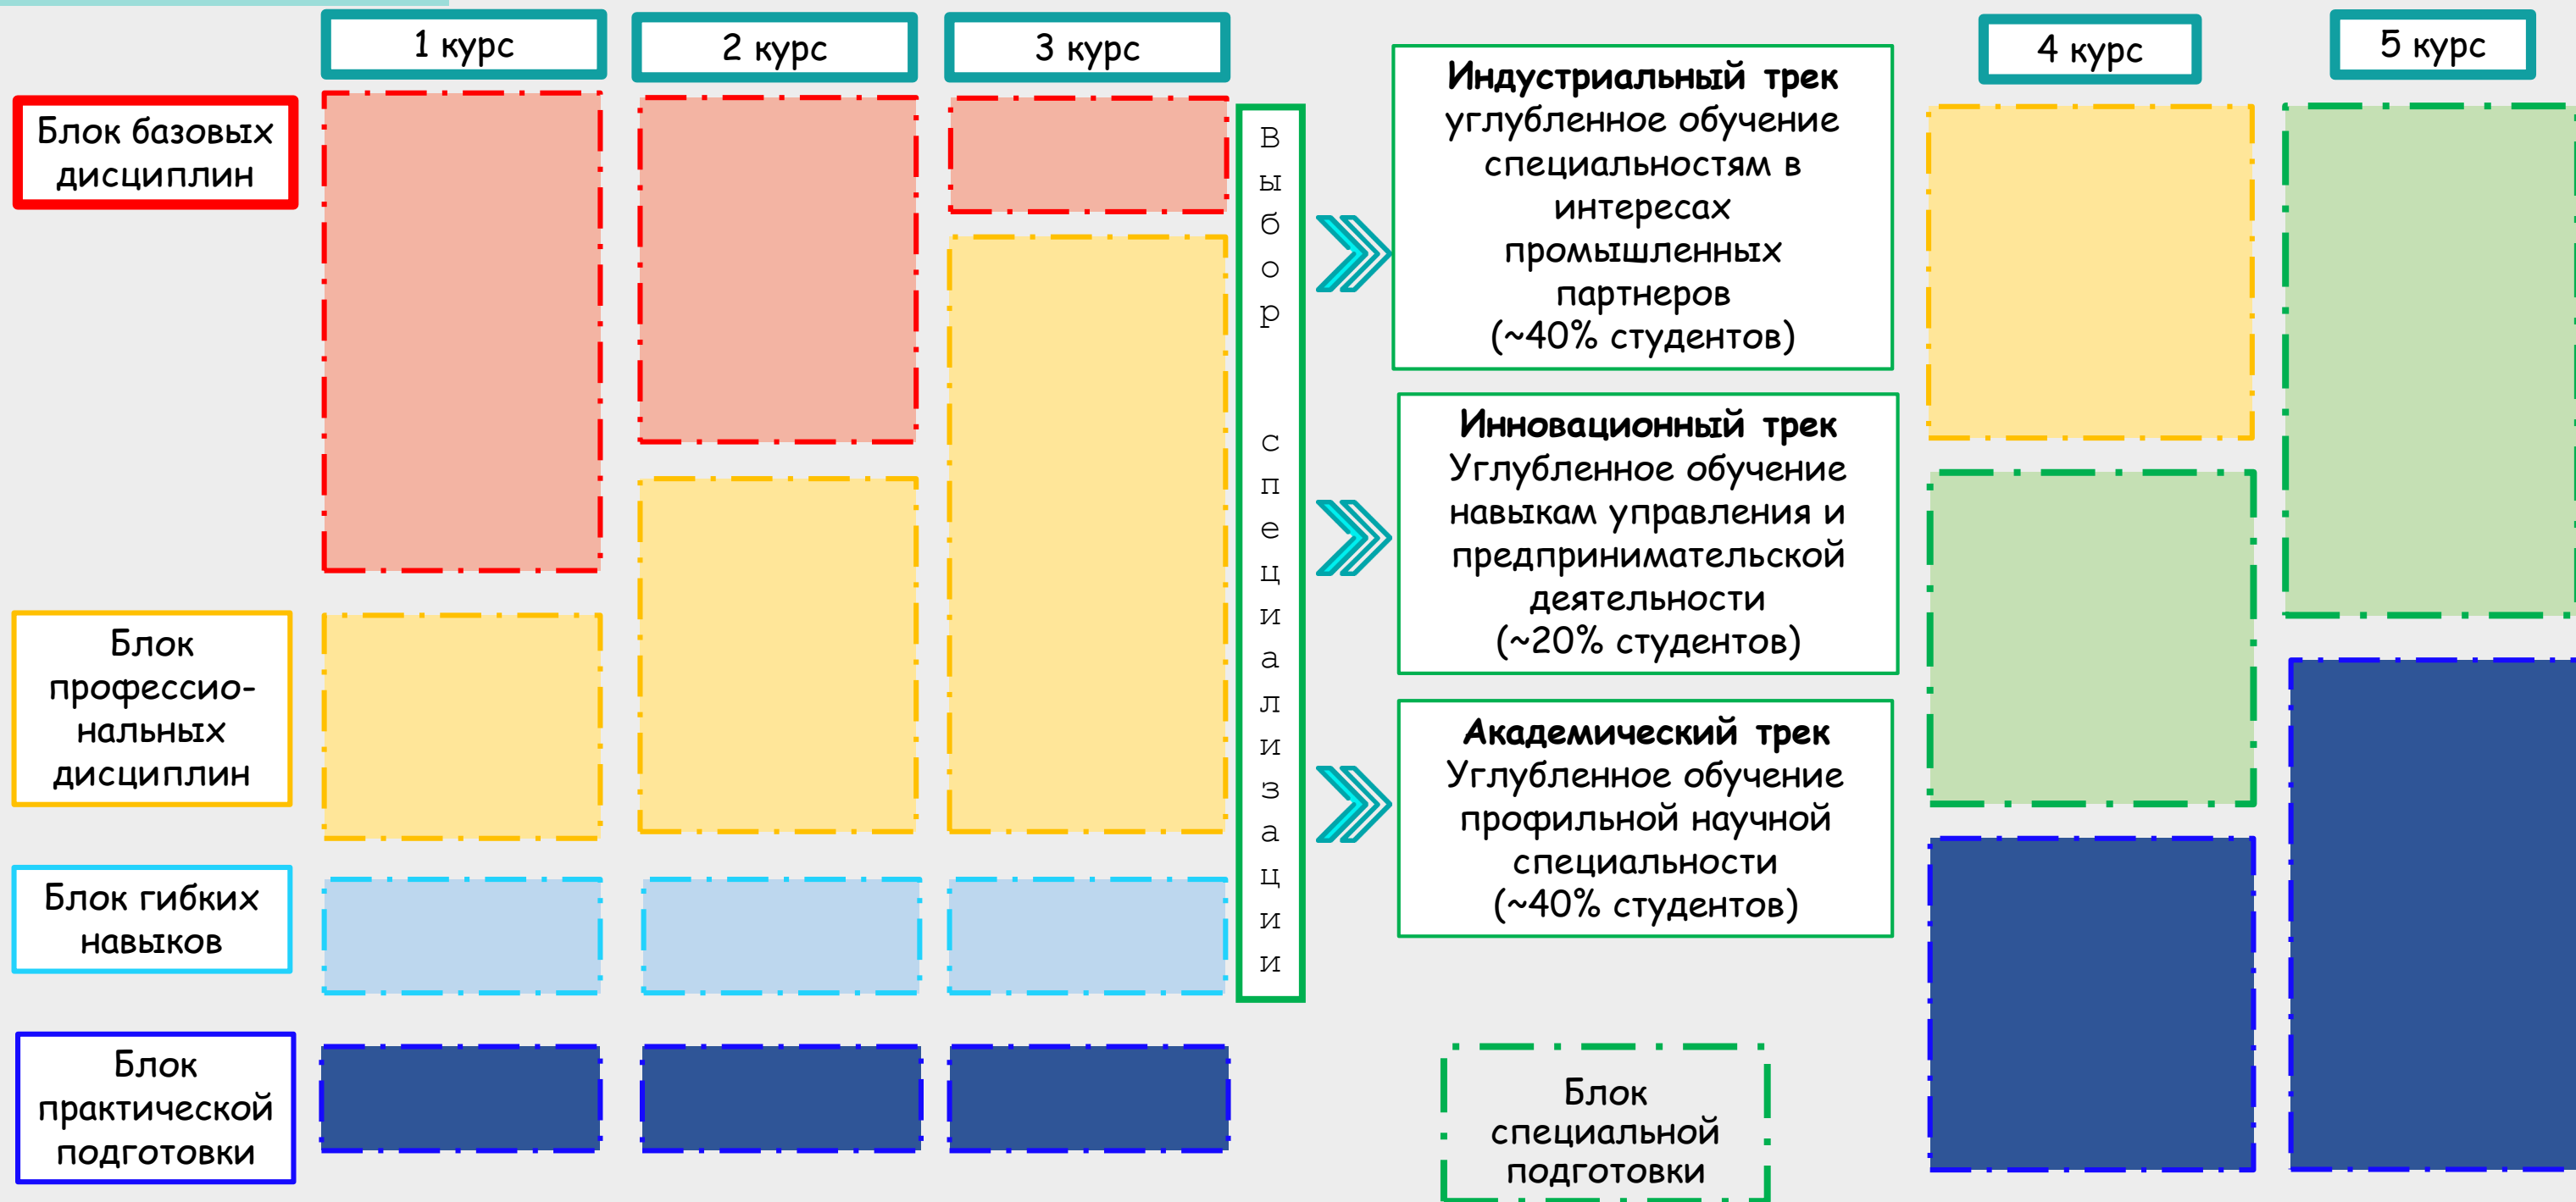 1 курс
2 курс
3 курс
4 курс
5 курс
Блок базовых
дисциплин
Блок
профессио-
нальных
дисциплин
Блок гибких
навыков
Блок
практической
подготовки
Выбор специализации
Индустриальный трек
углубленное обучение
специальностям в
интересах
промышленных
партнеров
(~40% студентов)
Инновационный трек
Углубленное обучение
навыкам управления и
предпринимательской
деятельности
(~20% студентов)
Академический трек
Углубленное обучение
профильной научной
специальности
(~40% студентов)
Блок
специальной
подготовки